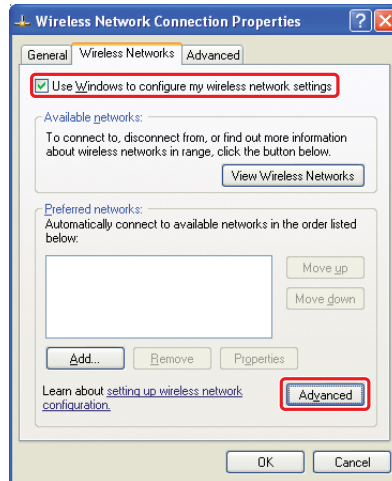 Wireless Network Connection Properties
General Wireless Networks Advanced
Use Windows to configure my wireless network settings
Available networks:
To connect to, disconnect from, or find out more information
about wireless networks in range, click the button below.
View Wireless Networks
Preferred networks:
Automatically connect to available networks in the order listed
below:
Move up
Move down
Add... Remove Properties
Learn about setting up wireless network
configuration.
Advanced
OK Cancel